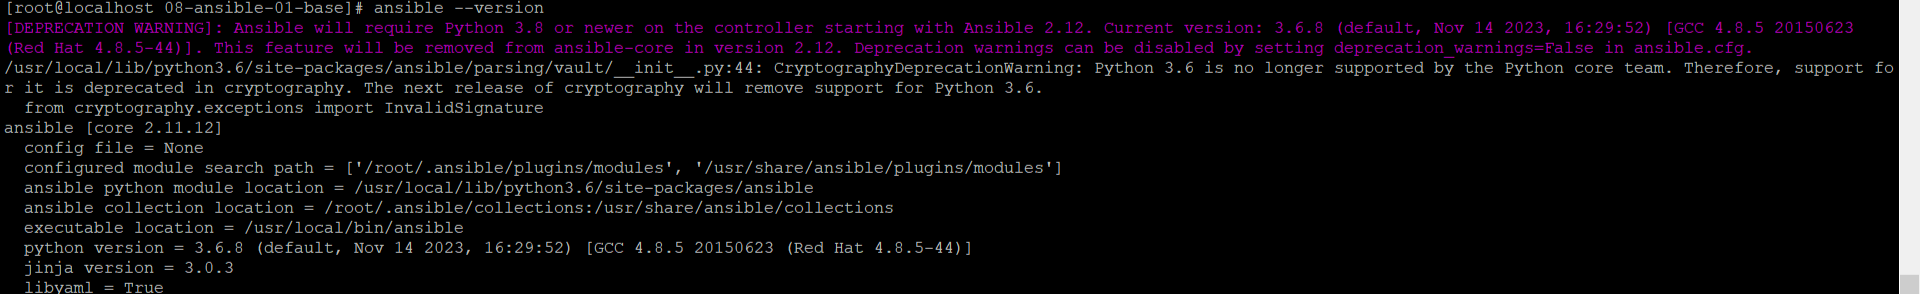 [root@localhost 08-ansible-01-base]# ansible --version
[DEPRECATION WARNING]: Ansible will require Python 3.8 or newer on the controller starting with Ansible 2.12. Current version: 3.6.8 (default, Nov 14 2023, 16:29:52) [GCC 4.8.5 20150623
(Red Hat 4.8.5-44)]. This feature will be removed from ansible-core in version 2.12. Deprecation warnings can be disabled by setting deprecation_warnings=False in ansible.cfg.
/usr/local/lib/python3.6/site-packages/ansible/parsing/vault/__init__.py:44: CryptographyDeprecationWarning: Python 3.6 is no longer supported by the Python core team. Therefore, support fo
r it is deprecated in cryptography. The next release of cryptography will remove support for Python 3.6.
  from cryptography.exceptions import InvalidSignature
ansible [core 2.11.12]
  config file = None
  configured module search path = ['/root/.ansible/plugins/modules', '/usr/share/ansible/plugins/modules']
  ansible python module location = /usr/local/lib/python3.6/site-packages/ansible
  ansible collection location = /root/.ansible/collections:/usr/share/ansible/collections
  executable location = /usr/local/bin/ansible
  python version = 3.6.8 (default, Nov 14 2023, 16:29:52) [GCC 4.8.5 20150623 (Red Hat 4.8.5-44)]
  jinja version = 3.0.3
  libyaml = True